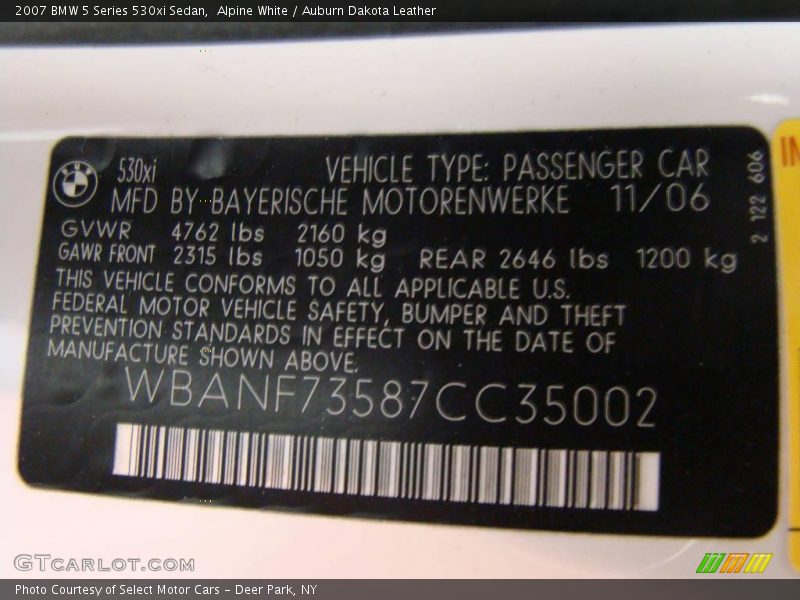 2007 BMW 5 Series 530xi Sedan, Alpine White / Auburn Dakota Leather
530xi VEHICLE TYPE: PASSENGER CAR
MFD BY BAYERISCHE MOTORENWERKE 11/06
GVWR 4762 lbs 2160 kg
GAWR FRONT 2315 lbs 1050 kg REAR 2646 lbs 1200 kg
THIS VEHICLE CONFORMS TO ALL APPLICABLE U.S.
FEDERAL MOTOR VEHICLE SAFETY, BUMPER AND THEFT
PREVENTION STANDARDS IN EFFECT ON THE DATE OF
MANUFACTURE SHOWN ABOVE.
WBANF73587CC35002
2 122 606
GTCARLOT.COM
Photo Courtesy of Select Motor Cars - Deer Park, NY